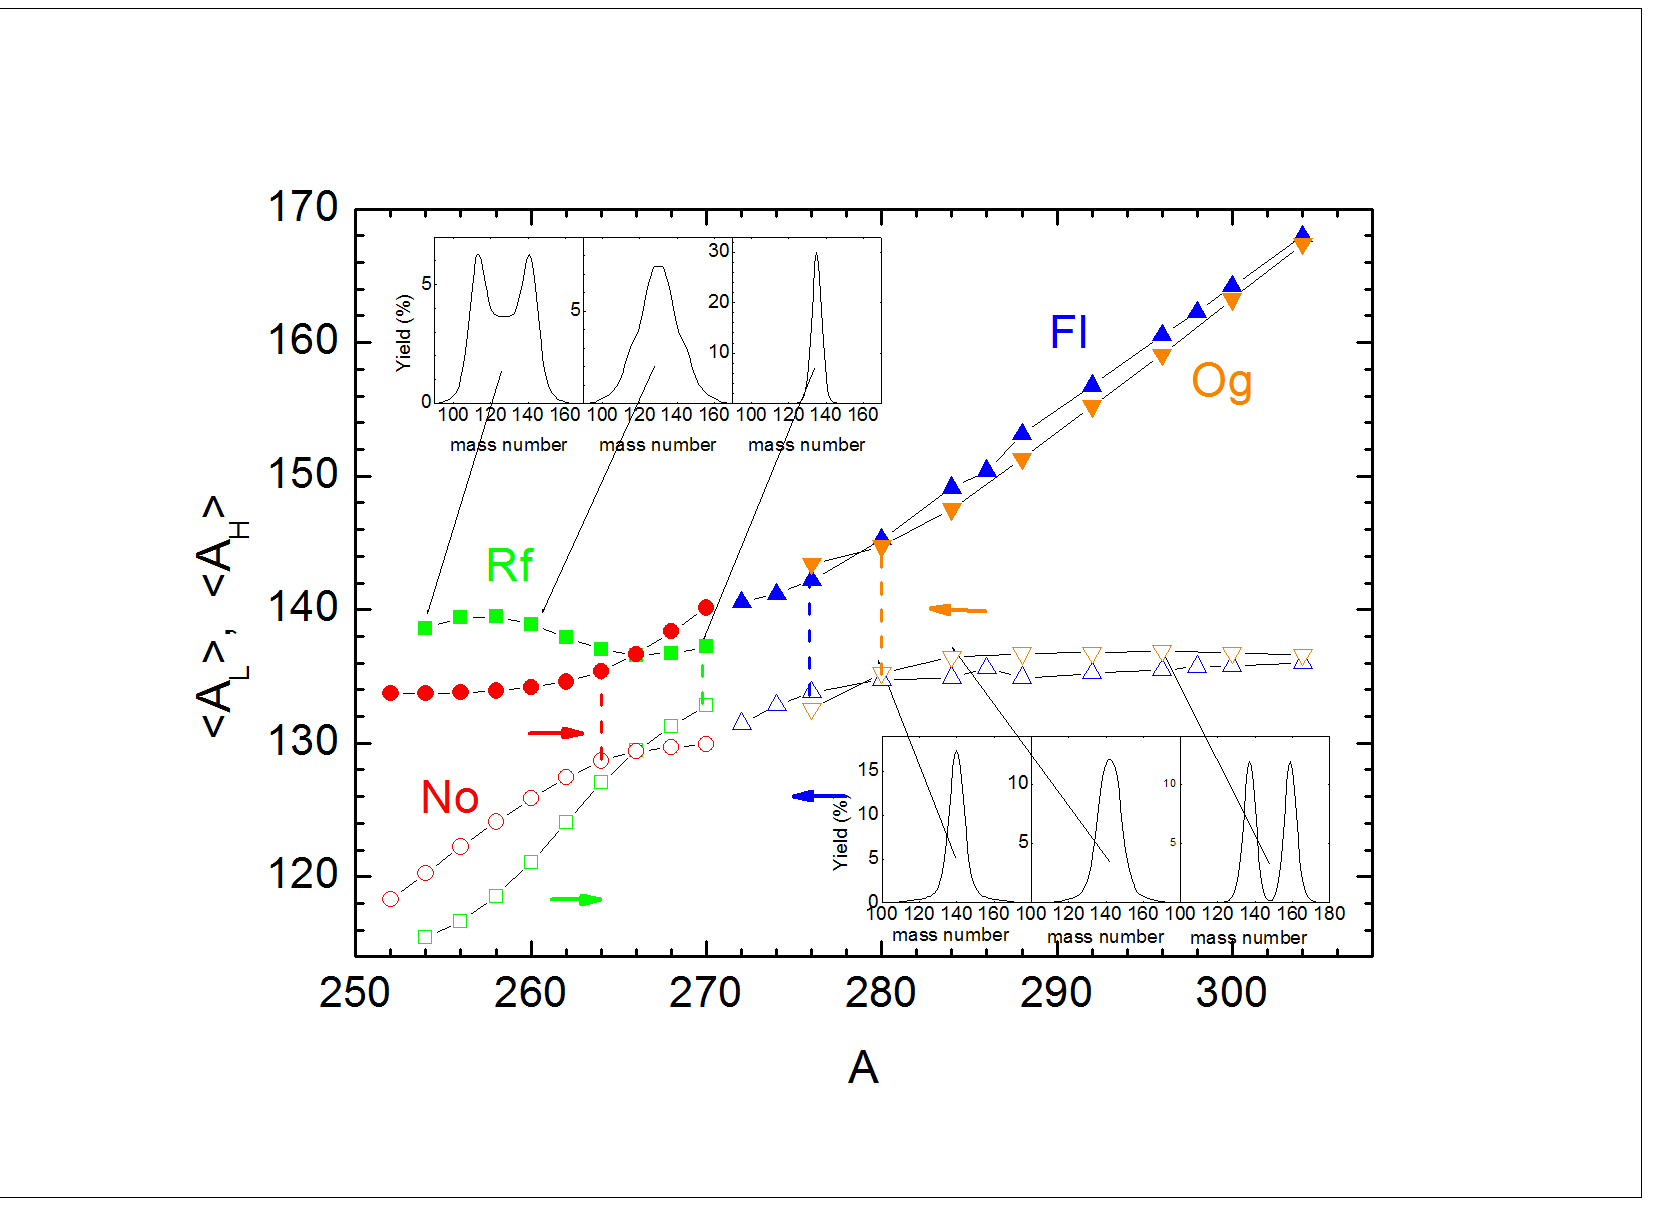 170
160
150
140
130
120
250 260 270 280 290 300
A
<A_L>, <A_H>
Rf
No
Fl
Og
Yield (%)
5
0
5
30
20
10
100 120 140 160 100 120 140 160 100 120 140 160
mass number mass number mass number
Yield (%)
15
10
5
0
10
5
10
5
100 120 140 160 100 120 140 160 100 120 140 160 180
mass number mass number mass number